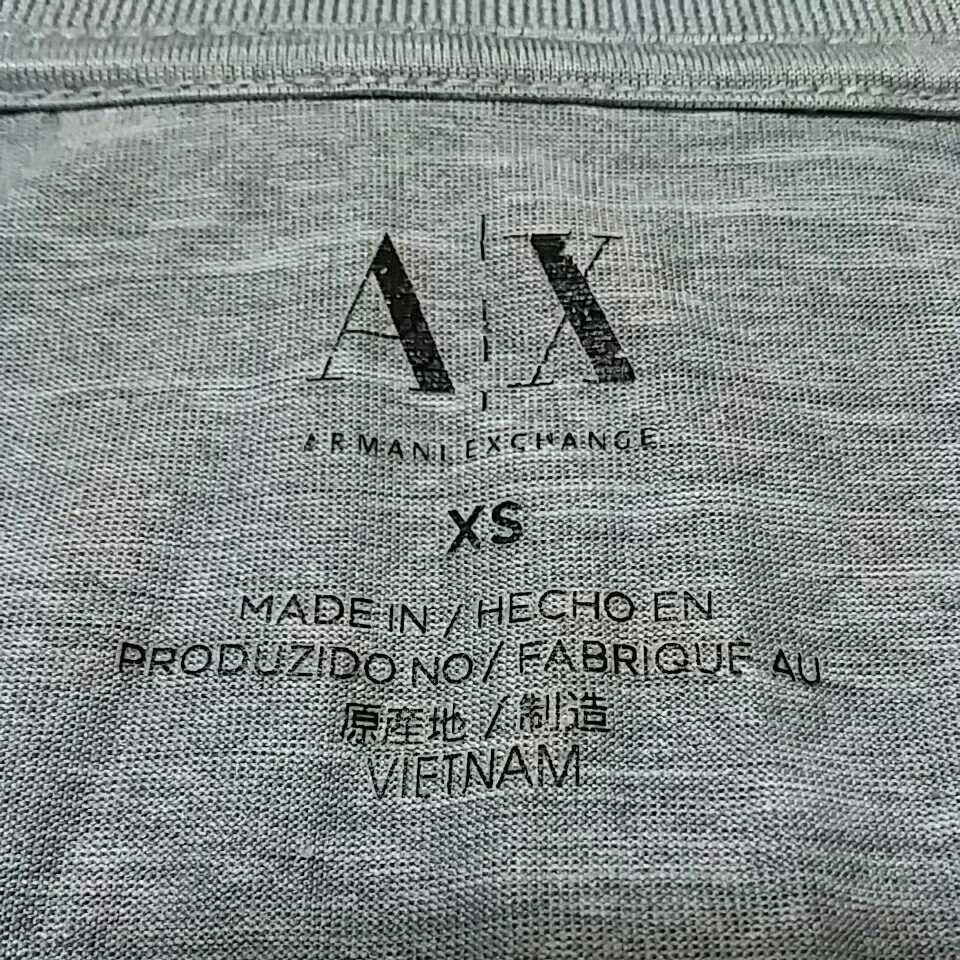 A|X
ARMANI EXCHANGE
XS
MADE IN / HECHO EN
PRODUZIDO NO / FABRIQUE AU
原産地 / 制造
VIETNAM